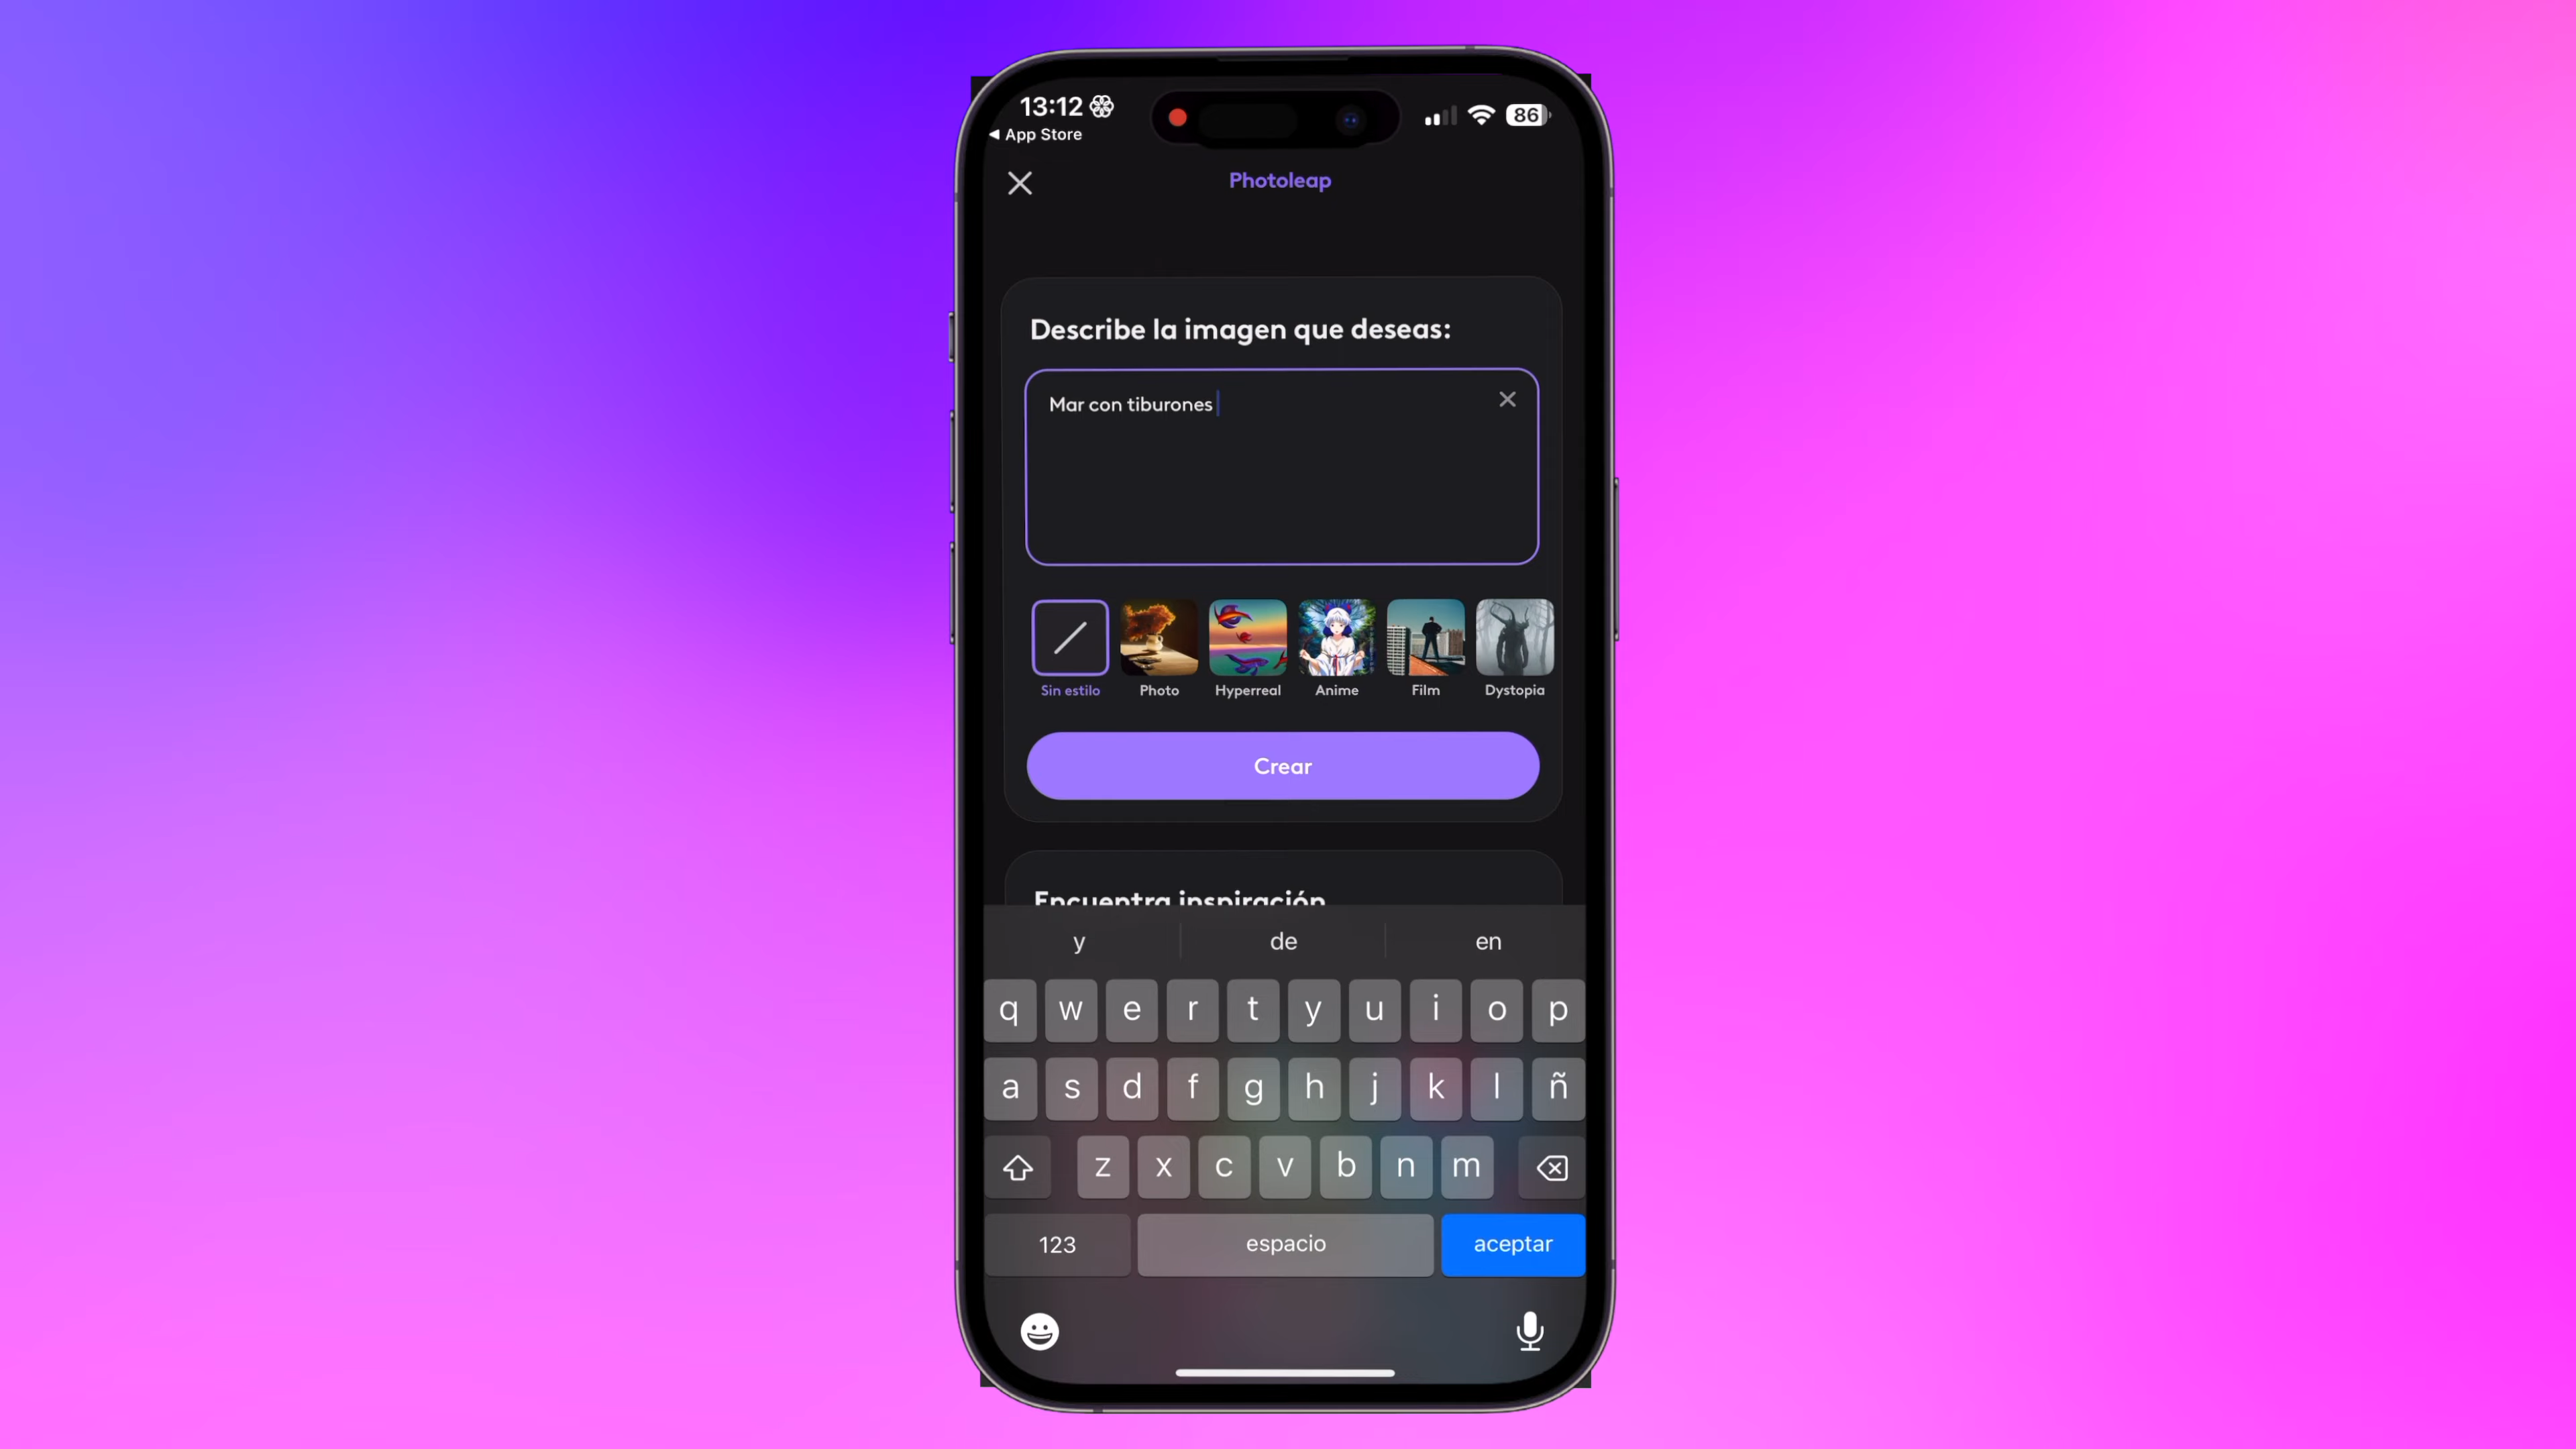 13:12
86
App Store
Photoleap
Describe la imagen que deseas:
Mar con tiburones
Sin estilo Photo Hyperreal Anime Film Dystopia
Crear
Encuentra inspiración
y de en
q w e r t y u i o p
a s d f g h j k l ñ
z x c v b n m
123 espacio aceptar